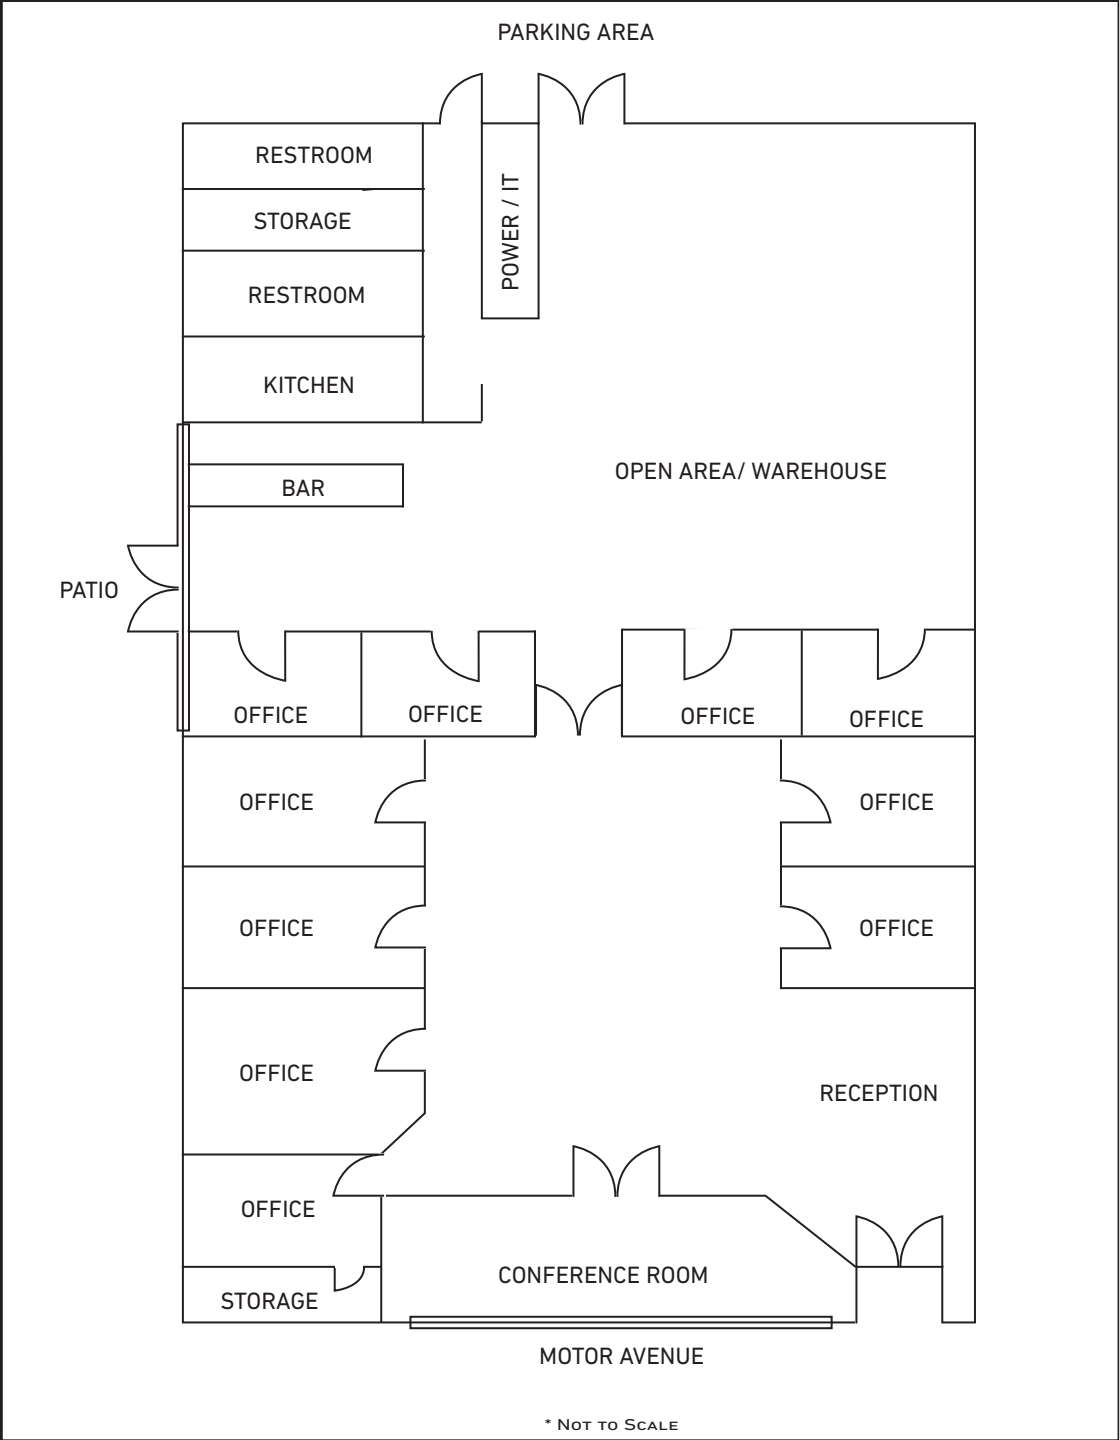 PARKING AREA
RESTROOM
POWER / IT
STORAGE
RESTROOM
KITCHEN
OPEN AREA/ WAREHOUSE
BAR
PATIO
OFFICE
OFFICE
OFFICE
OFFICE
OFFICE
OFFICE
OFFICE
OFFICE
OFFICE
RECEPTION
OFFICE
CONFERENCE ROOM
STORAGE
MOTOR AVENUE
* Not to Scale